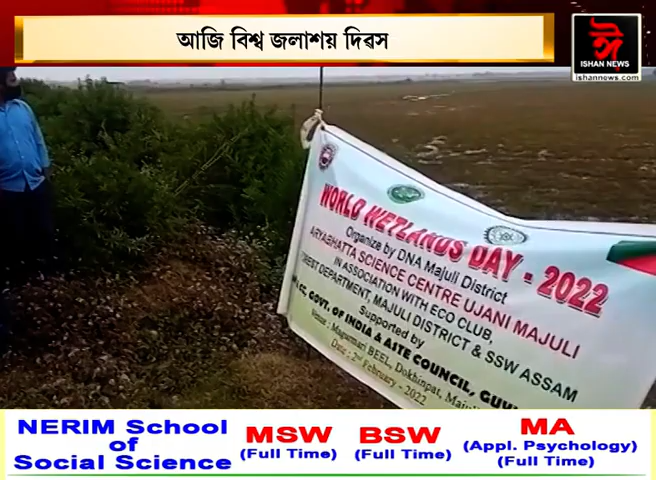 আজি বিশ্ব জলাশয় দিৱস
ঈ
ISHAN NEWS
ishannews.com
WORLD WETLANDS DAY - 2022
Organize by DNA Majuli District
ARYABHATTA SCIENCE CENTRE UJANI MAJULI
IN ASSOCIATION WITH ECO CLUB,
DEPARTMENT, MAJULI DISTRICT & SSW ASSAM
Supported by
GOVT. OF INDIA & ASTE COUNCIL,
Venue: Magurmari BEEL, Dokhinpat,
Date: 2nd February - 2022
NERIM School
of
Social Science
MSW
(Full Time)
BSW
(Full Time)
MA
(Appl. Psychology)
(Full Time)